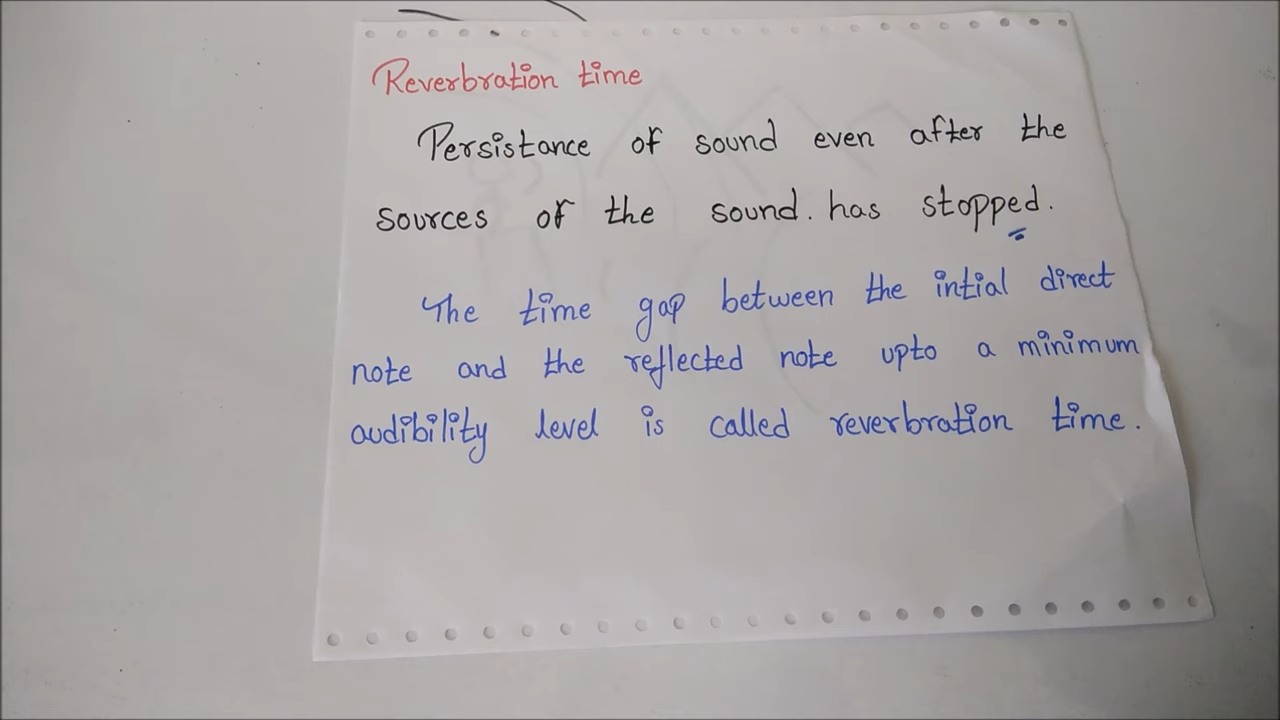 Reverbration time
Persistance of sound even after the
sources of the sound. has stopped.
The time gap between the intial direct
note and the reflected note upto a minimum
audibility level is called reverbration time.